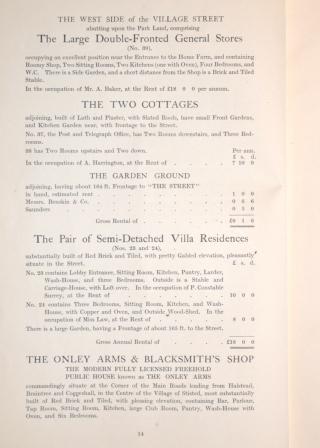 THE WEST SIDE of the VILLAGE STREET
abutting upon the Park Land, comprising
The Large Double-Fronted General Stores
(No. 39),
occupying an excellent position near the Entrance to the Home Farm, and containing
Roomy Shop, Two Sitting Rooms, Two Kitchens (one with Oven), Four Bedrooms, and
W.C. There is a Side Garden, and a short distance from the Shop is a Brick and Tiled
Stable.
In the occupation of Mr. A. Baker, at the Rent of £18 0 0 per annum.
THE TWO COTTAGES
adjoining, built of Lath and Plaster, with Slated Roofs, have small Front Gardens,
and Kitchen Garden near, with frontage to the Street.
No. 37, the Post and Telegraph Office, has Two Rooms downstairs, and Three Bed-
rooms.
38 has Two Rooms upstairs and Two down. Per ann.
£ s. d.
In the occupation of A. Harrington, at the Rent of 7 10 0
THE GARDEN GROUND
adjoining, having about 164 ft. Frontage to "THE STREET"
in hand, estimated rent 1 0 0
Messrs. Benckis & Co. 0 6 6
Saunders
Gross Rental of
The Pair of Semi-Detached Villa Residences
(Nos. 23 and 24),
substantially built of Red Brick and Tiled, with pretty Gabled elevation, pleasantly
situate in the Street. £ s. d.
No. 23 contains Lobby Entrance, Sitting Room, Kitchen, Pantry, Larder,
Wash-House, and three Bedrooms. Outside is a Stable and
Carriage-House, with Loft over. In the occupation of P. Constable
Surrey, at the Rent of 10 0 0
No. 24 contains Three Bedrooms, Sitting Room, Kitchen, and Wash-
House, with Copper and Oven, and Outside Wood-Shed. In the
occupation of Miss Law, at the Rent of 8 0 0
There is a large Garden, having a Frontage of about 165 ft. to the Street.
Gross Annual Rental of £18 0 0
THE ONLEY ARMS & BLACKSMITH'S SHOP
THE MODERN FULLY LICENSED FREEHOLD
PUBLIC HOUSE known as THE ONLEY ARMS
commandingly situate at the Corner of the Main Roads leading from Halstead,
Braintree and Coggeshall, in the Centre of the Village of Stisted, most substantially
built of Red Brick and Tiled, with pleasing elevation, containing Bar, Parlour,
Tap Room, Sitting Room, Kitchen, large Club Room, Pantry, Wash-House with
Oven, and Six Bedrooms.
14